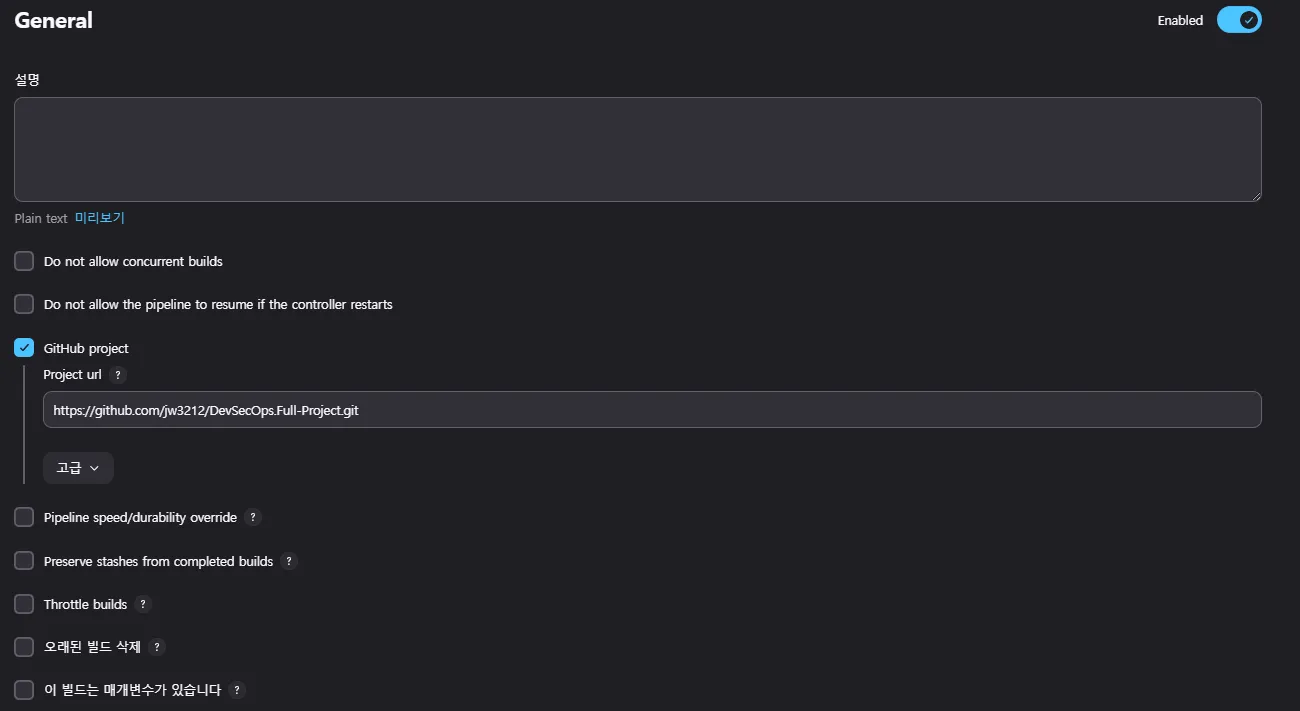 General
Enabled
설명
Plain text 미리보기
Do not allow concurrent builds
Do not allow the pipeline to resume if the controller restarts
GitHub project
Project url ?
https://github.com/jw3212/DevSecOps.Full-Project.git
고급
Pipeline speed/durability override ?
Preserve stashes from completed builds ?
Throttle builds ?
오래된 빌드 삭제 ?
이 빌드는 매개변수가 있습니다 ?